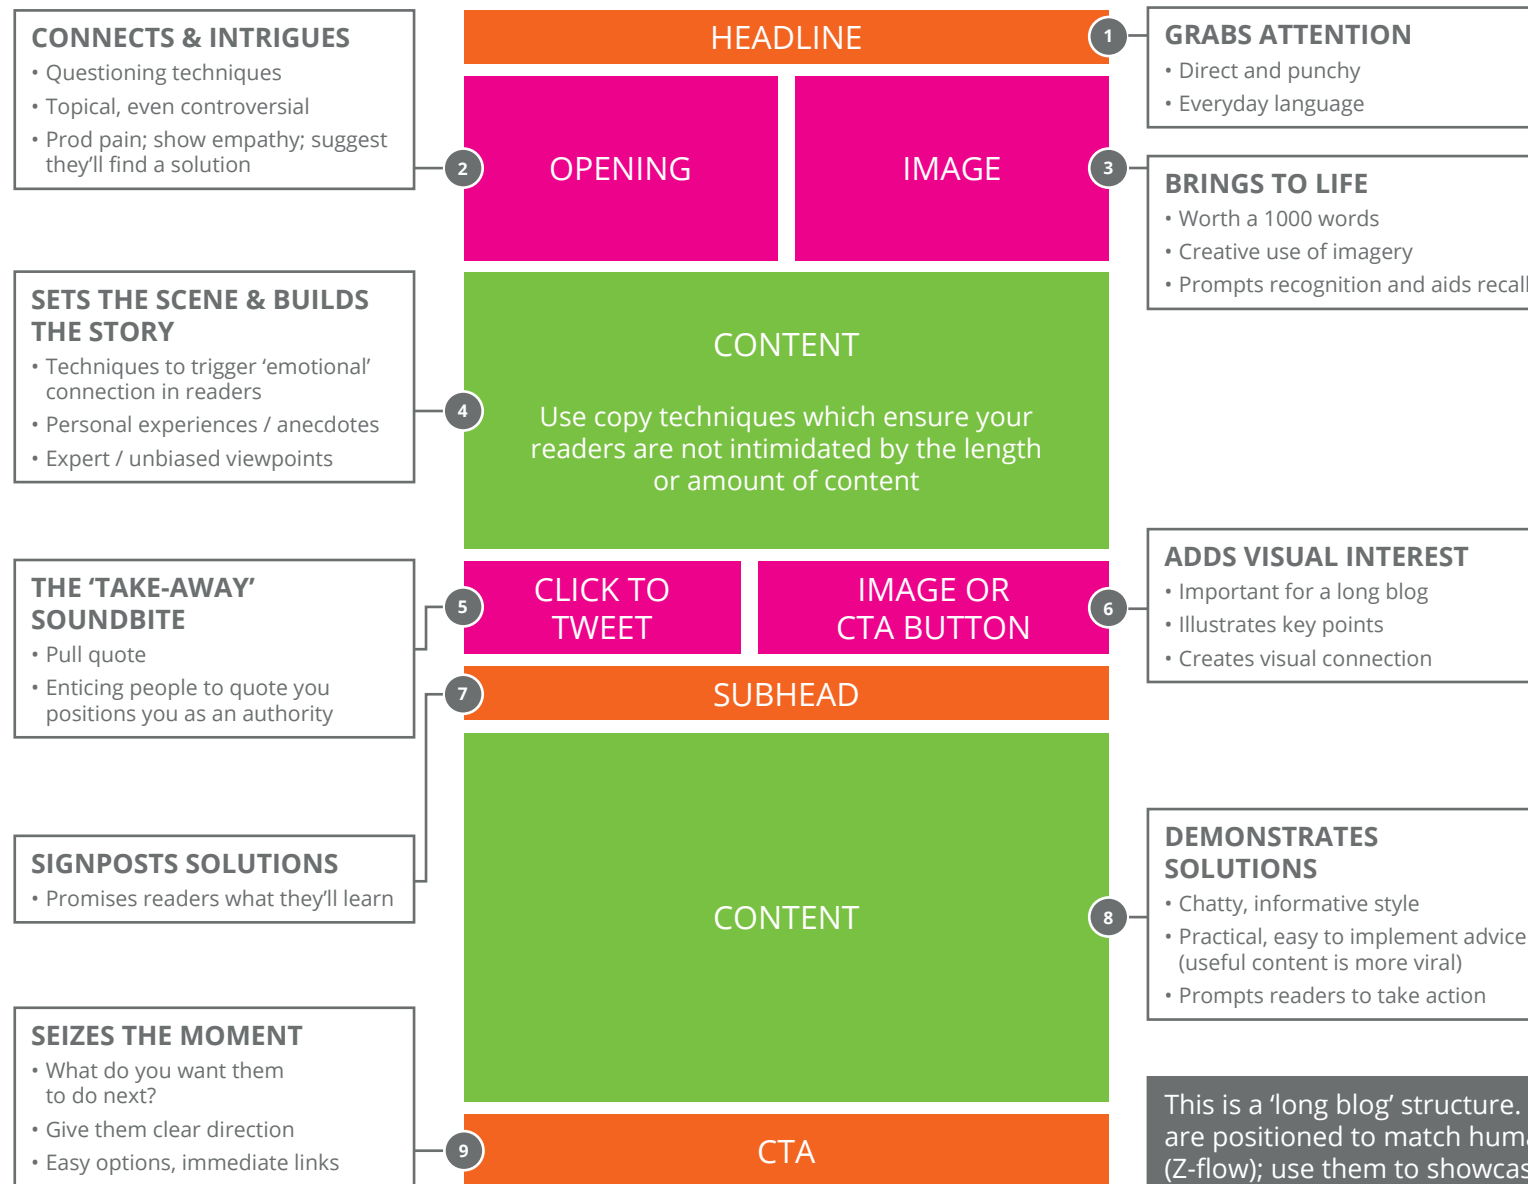 HEADLINE
1
GRABS ATTENTION
• Direct and punchy
• Everyday language
CONNECTS & INTRIGUES
• Questioning techniques
• Topical, even controversial
• Prod pain; show empathy; suggest
they'll find a solution
2
OPENING
IMAGE
3
BRINGS TO LIFE
• Worth a 1000 words
• Creative use of imagery
• Prompts recognition and aids recall
SETS THE SCENE & BUILDS
THE STORY
• Techniques to trigger ‘emotional’
connection in readers
• Personal experiences / anecdotes
• Expert / unbiased viewpoints
4
CONTENT
Use copy techniques which ensure your
readers are not intimidated by the length
or amount of content
THE ‘TAKE-AWAY’
SOUNDBITE
• Pull quote
• Enticing people to quote you
positions you as an authority
5
CLICK TO
TWEET
IMAGE OR
CTA BUTTON
6
ADDS VISUAL INTEREST
• Important for a long blog
• Illustrates key points
• Creates visual connection
7
SUBHEAD
SIGNPOSTS SOLUTIONS
• Promises readers what they'll learn
CONTENT
8
DEMONSTRATES
SOLUTIONS
• Chatty, informative style
• Practical, easy to implement advice
(useful content is more viral)
• Prompts readers to take action
SEIZES THE MOMENT
• What do you want them
to do next?
• Give them clear direction
• Easy options, immediate links
9
CTA
This is a ‘long blog’ structure.
are positioned to match
(Z-flow); use them to